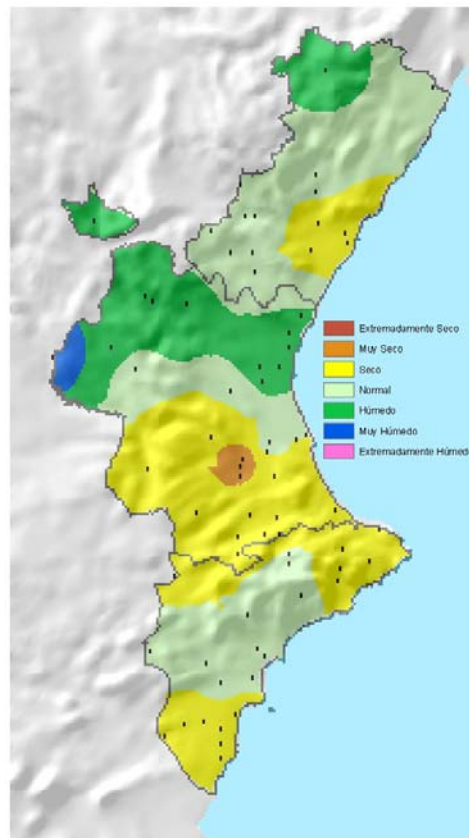 Extremadamente Seco
Muy Seco
Seco
Normal
Húmedo
Muy Húmedo
Extremadamente Húmedo